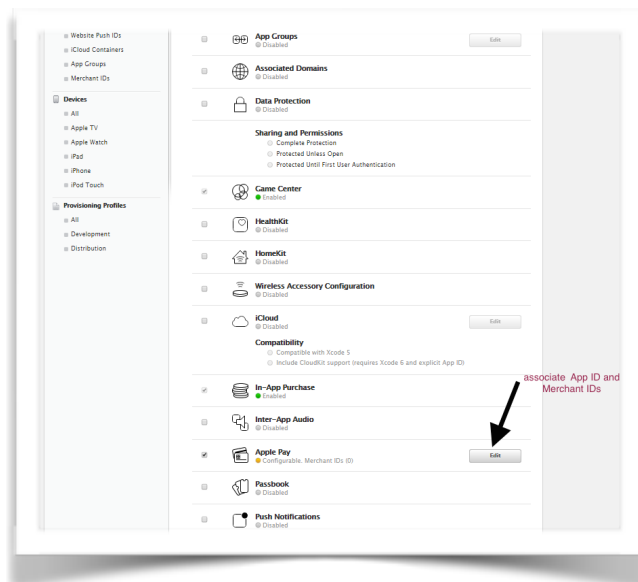 Website Push IDs
iCloud Containers
App Groups
Merchant IDs
Devices
All
Apple TV
Apple Watch
iPad
iPhone
iPod Touch
Provisioning Profiles
All
Development
Distribution
App Groups
Disabled
Edit
Associated Domains
Disabled
Data Protection
Disabled
Sharing and Permissions
Complete Protection
Protected Unless Open
Protected Until First User Authentication
Game Center
Enabled
HealthKit
Disabled
HomeKit
Disabled
Wireless Accessory Configuration
Disabled
iCloud
Disabled
Edit
Compatibility
Compatible with Xcode 5
Include CloudKit support (requires Xcode 6 and explicit App ID)
associate App ID and
Merchant IDs
In-App Purchase
Enabled
Inter-App Audio
Disabled
Apple Pay
Configurable, Merchant IDs (0)
Edit
Passbook
Disabled
Push Notifications
Disabled